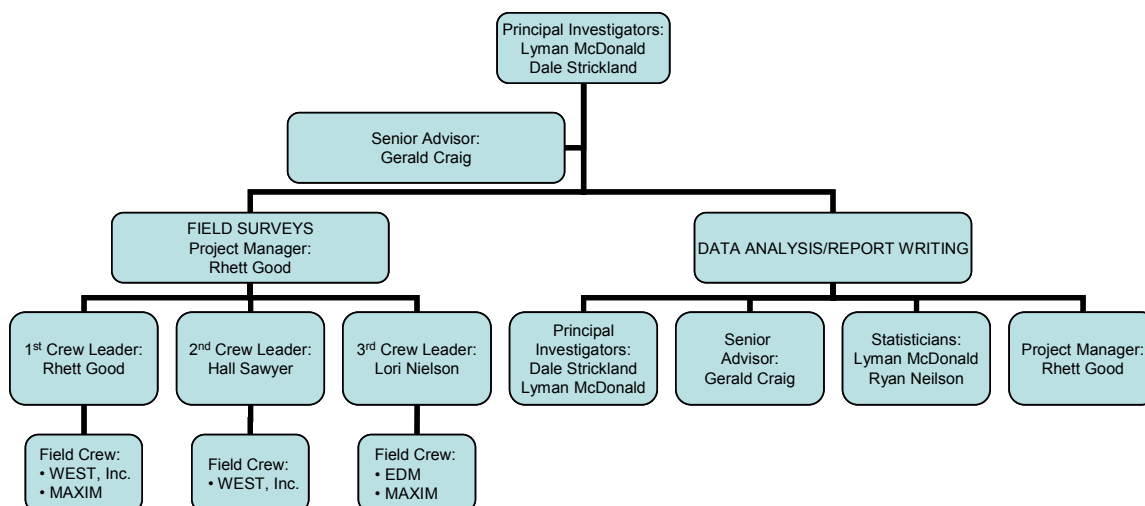 Principal Investigators:
Lyman McDonald
Dale Strickland
Senior Advisor:
Gerald Craig
FIELD SURVEYS
Project Manager:
Rhett Good
DATA ANALYSIS/REPORT WRITING
1st Crew Leader:
Rhett Good
2nd Crew Leader:
Hall Sawyer
3rd Crew Leader:
Lori Nielson
Principal
Investigators:
Dale Strickland
Lyman McDonald
Senior
Advisor:
Gerald Craig
Statisticians:
Lyman McDonald
Ryan Neilson
Project Manager:
Rhett Good
Field Crew:
• WEST, Inc.
• MAXIM
Field Crew:
• WEST, Inc.
Field Crew:
• EDM
• MAXIM